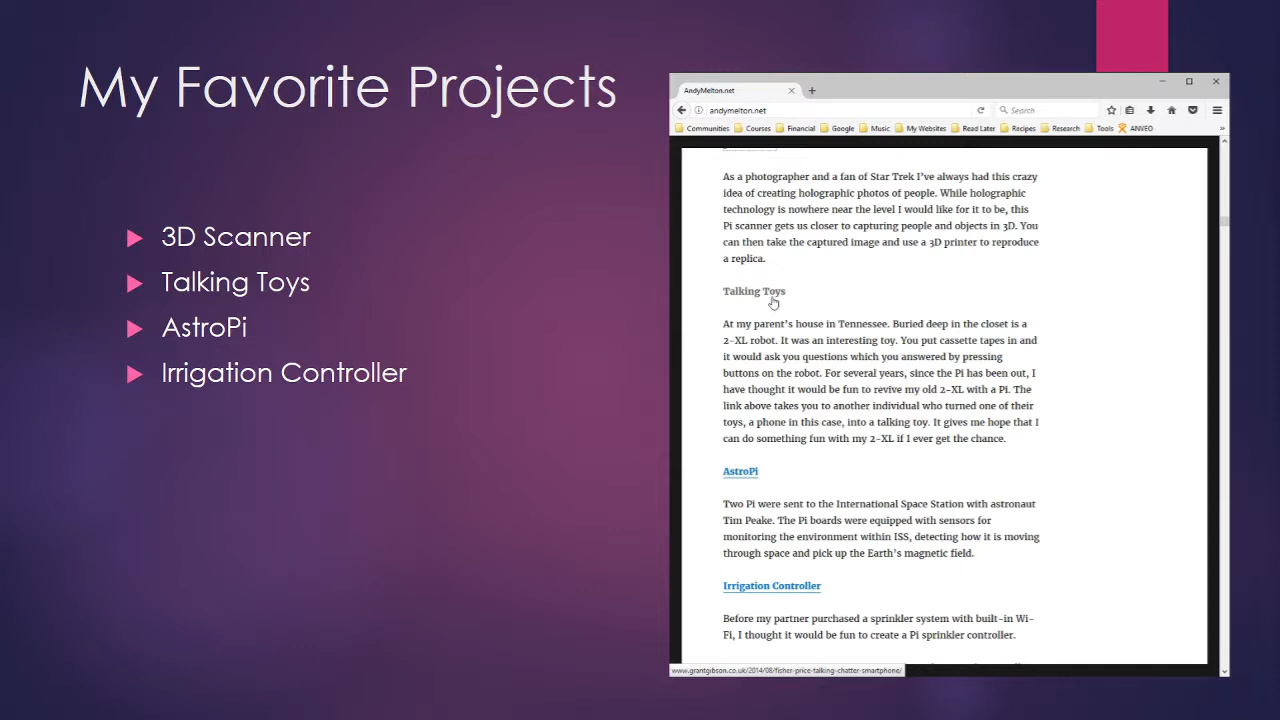 My Favorite Projects
3D Scanner
Talking Toys
AstroPi
Irrigation Controller
AndyMelton.net
andymelton.net
Search
Communities Courses Financial Google Music My Websites Read Later Recipes Research Tools ANVEO
As a photographer and a fan of Star Trek I've always had this crazy
idea of creating holographic photos of people. While holographic
technology is nowhere near the level I would like for it to be, this
Pi scanner gets us closer to capturing people and objects in 3D. You
can then take the captured image and use a 3D printer to reproduce
a replica.
Talking Toys
At my parent's house in Tennessee. Buried deep in the closet is a
2-XL robot. It was an interesting toy. You put cassette tapes in and
it would ask you questions which you answered by pressing
buttons on the robot. For several years, since the Pi has been out, I
have thought it would be fun to revive my old 2-XL with a Pi. The
link above takes you to another individual who turned one of their
toys, a phone in this case, into a talking toy. It gives me hope that I
can do something fun with my 2-XL if I ever get the chance.
AstroPi
Two Pi were sent to the International Space Station with astronaut
Tim Peake. The Pi boards were equipped with sensors for
monitoring the environment within ISS, detecting how it is moving
through space and pick up the Earth's magnetic field.
Irrigation Controller
Before my partner purchased a sprinkler system with built-in Wi-
Fi, I thought it would be fun to create a Pi sprinkler controller.
www.grantgibson.co.uk/2014/08/fisher-price-talking-chatter-smartphone/